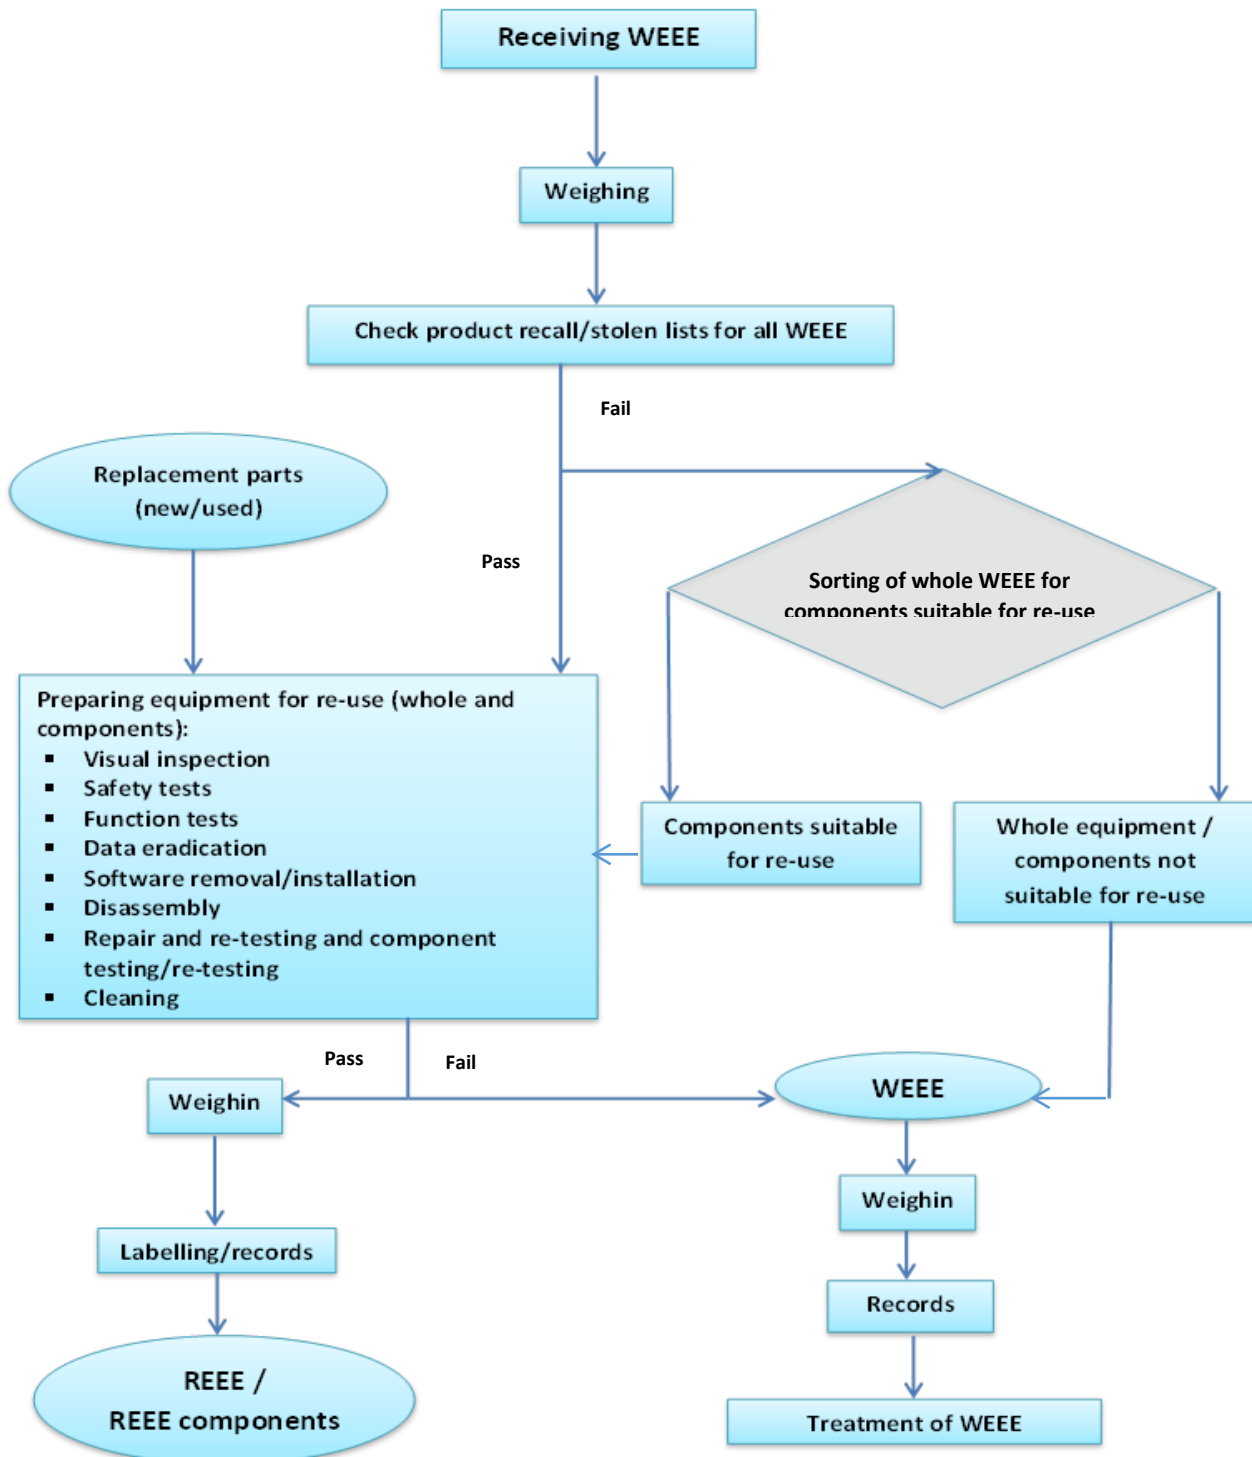 Receiving WEEE
Weighing
Check product recall/stolen lists for all WEEE
Fail
Replacement parts
(new/used)
Pass
Sorting of whole WEEE for
components suitable for re-use
Preparing equipment for re-use (whole and
components):
▪ Visual inspection
▪ Safety tests
▪ Function tests
▪ Data eradication
▪ Software removal/installation
▪ Disassembly
▪ Repair and re-testing and component
testing/re-testing
▪ Cleaning
Components suitable
for re-use
Whole equipment /
components not
suitable for re-use
Pass
Fail
Weighin
WEEE
Weighin
Labelling/records
Records
REEE /
REEE components
Treatment of WEEE